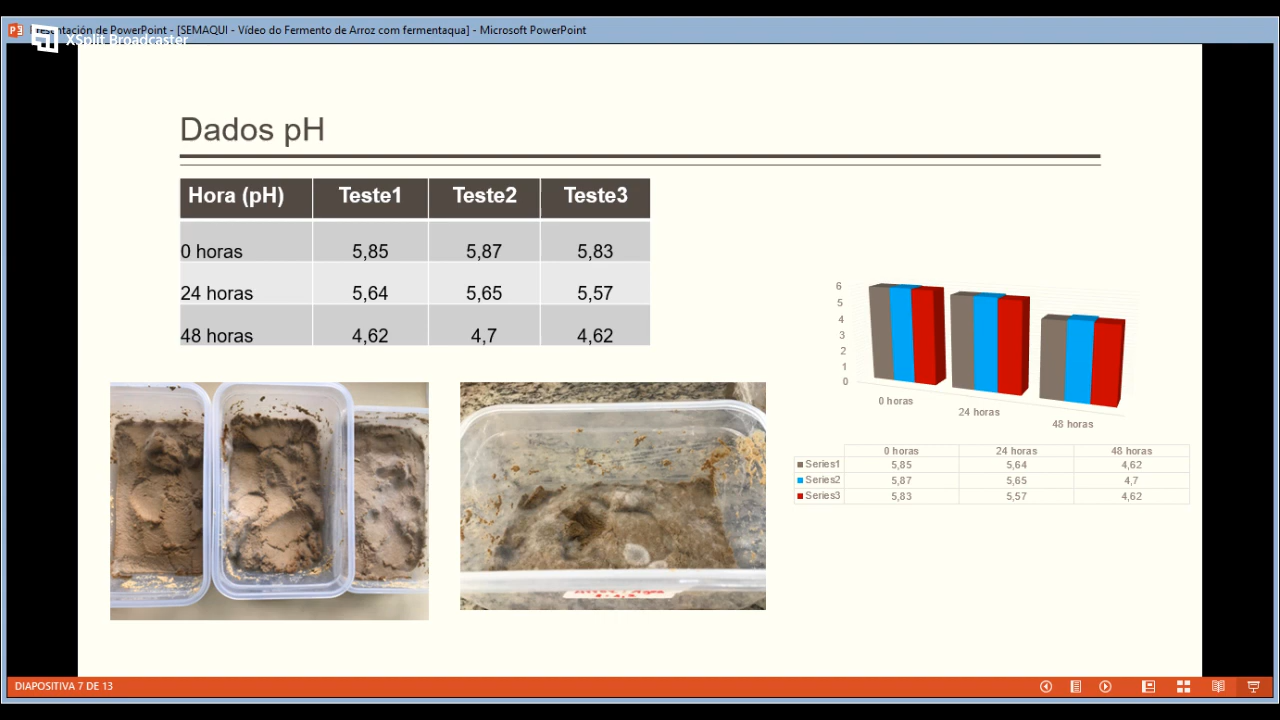 Presentación de PowerPoint - [SEMAQUI - Vídeo do Fermento de Arroz com fermentaqua] - Microsoft PowerPoint
XSplit Broadcaster
Dados pH
Hora (pH) Teste1 Teste2 Teste3
0 horas 5,85 5,87 5,83
24 horas 5,64 5,65 5,57
48 horas 4,62 4,7 4,62
6
5
4
3
2
1
0
0 horas
24 horas
48 horas
0 horas 24 horas 48 horas
Series1 5,85 5,64 4,62
Series2 5,87 5,65 4,7
Series3 5,83 5,57 4,62
DIAPOSITIVA 7 DE 13